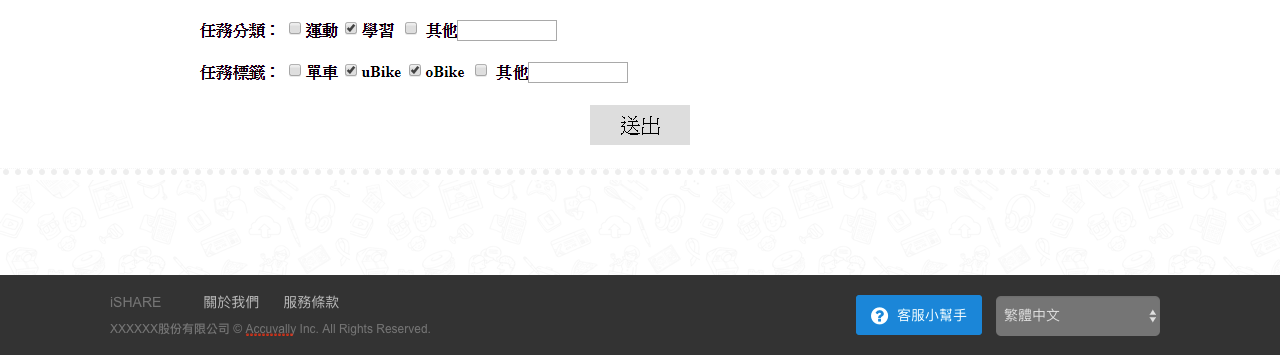 任務分類： 運動 學習 其他
任務標籤： 單車 uBike oBike 其他
送出
iSHARE 關於我們 服務條款
XXXXXX股份有限公司 © Accuvally Inc. All Rights Reserved.
? 客服小幫手 繁體中文